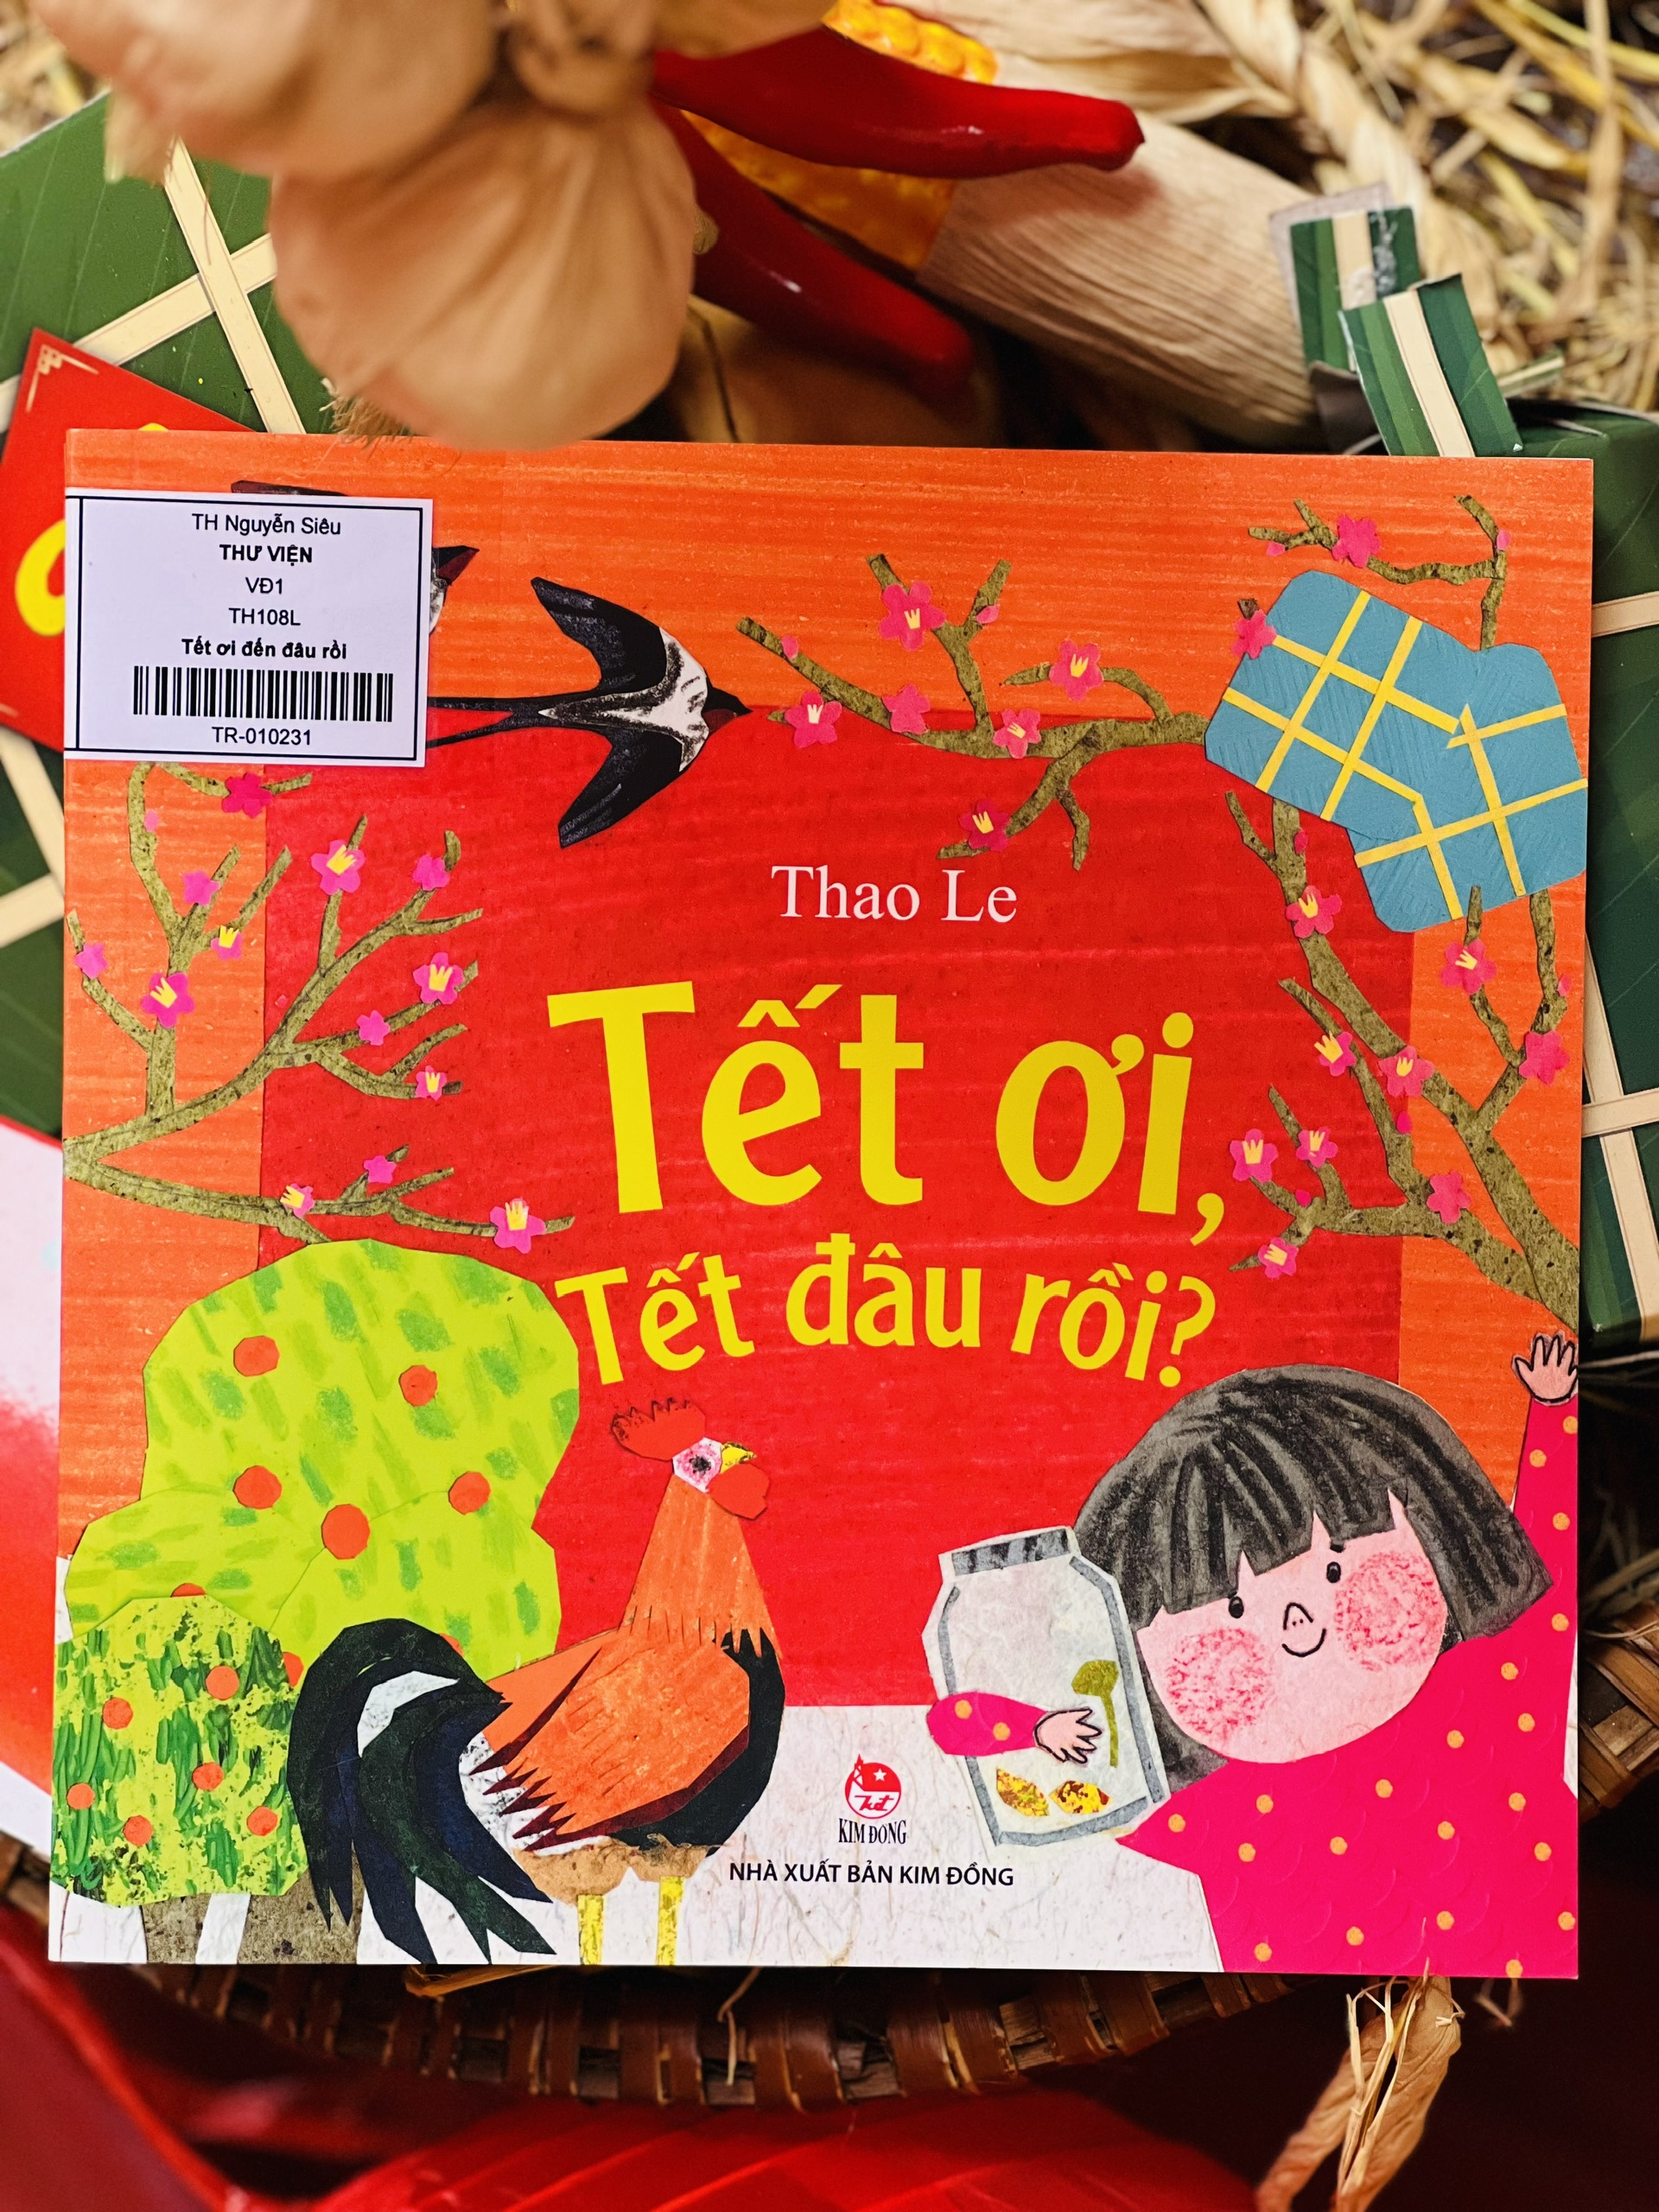 TH Nguyễn Siêu
THƯ VIỆN
VĐ1
TH108L
Tết ơi đến đâu rồi
TR-010231
Thao Le
Tết ơi,
Tết đâu rồi?
KIM ĐỒNG
NHÀ XUẤT BẢN KIM ĐỒNG